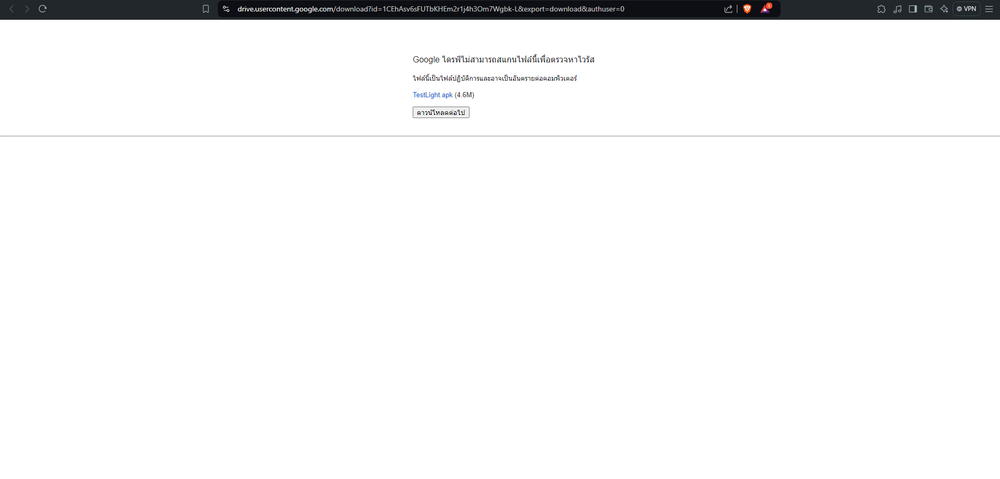 drive.usercontent.google.com/download?id=1CEhAsv6sFUTbKHEm2r1j4h3Om7Wgbk-L&export=download&authuser=0
1
VPN
Google ไดรฟ์ไม่สามารถสแกนไฟล์นี้เพื่อตรวจหาไวรัส
ไฟล์นี้เป็นไฟล์ปฏิบัติการและอาจเป็นอันตรายต่อคอมพิวเตอร์
TestLight.apk (4.6M)
ดาวน์โหลดต่อไป